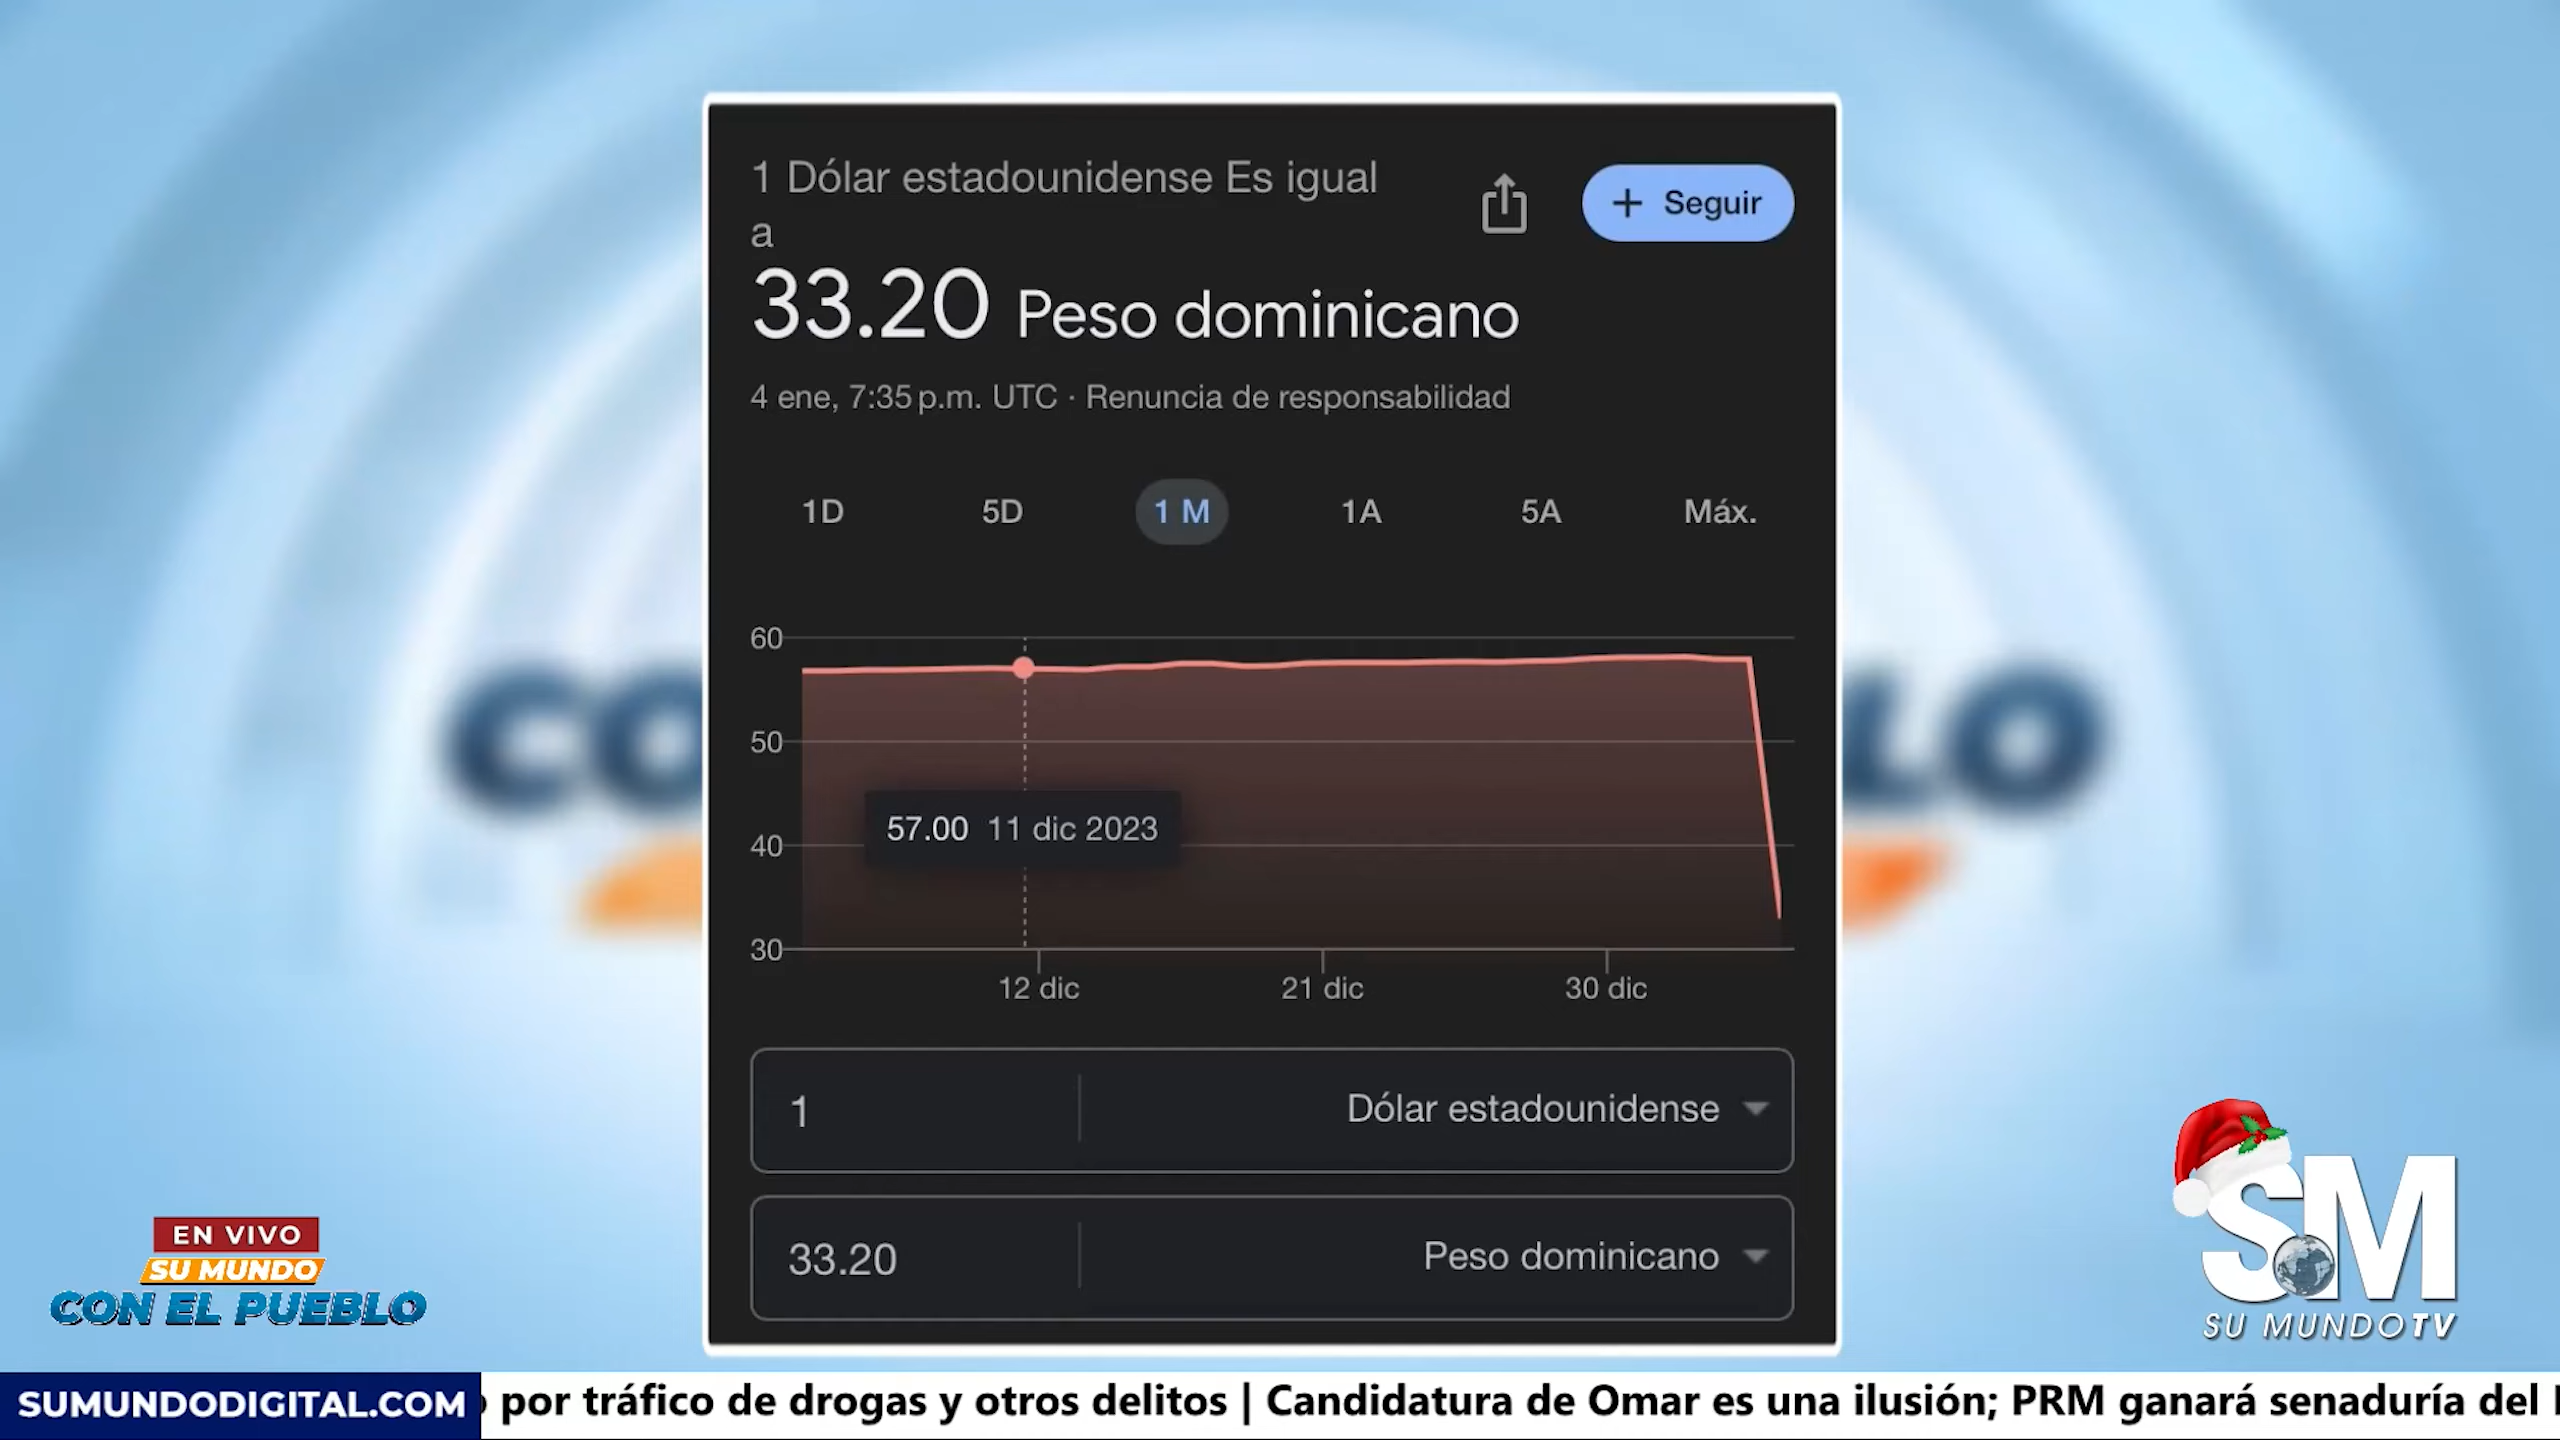 1 Dólar estadounidense Es igual
a
+ Seguir
33.20 Peso dominicano
4 ene, 7:35 p.m. UTC · Renuncia de responsabilidad
1D 5D 1 M 1A 5A Máx.
60
50
57.00 11 dic 2023
40
30
12 dic 21 dic 30 dic
1 Dólar estadounidense
33.20 Peso dominicano
CO
LO
EN VIVO
SU MUNDO
CON EL PUEBLO
SM
SU MUNDO TV
SUMUNDODIGITAL.COM
por tráfico de drogas y otros delitos | Candidatura de Omar es una ilusión; PRM ganará senaduría del